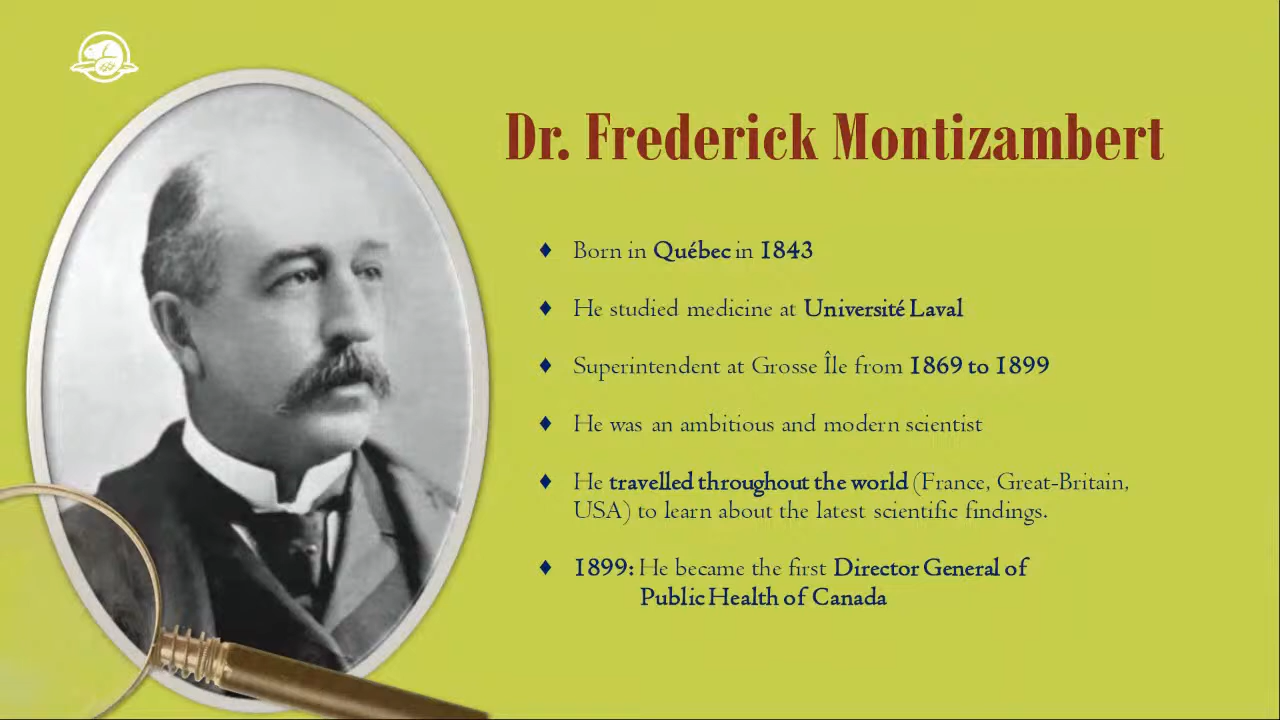 Dr. Frederick Montizambert
♦ Born in Québec in 1843
♦ He studied medicine at Université Laval
♦ Superintendent at Grosse Île from 1869 to 1899
♦ He was an ambitious and modern scientist
♦ He travelled throughout the world (France, Great-Britain,
USA) to learn about the latest scientific findings.
♦ 1899: He became the first Director General of
Public Health of Canada